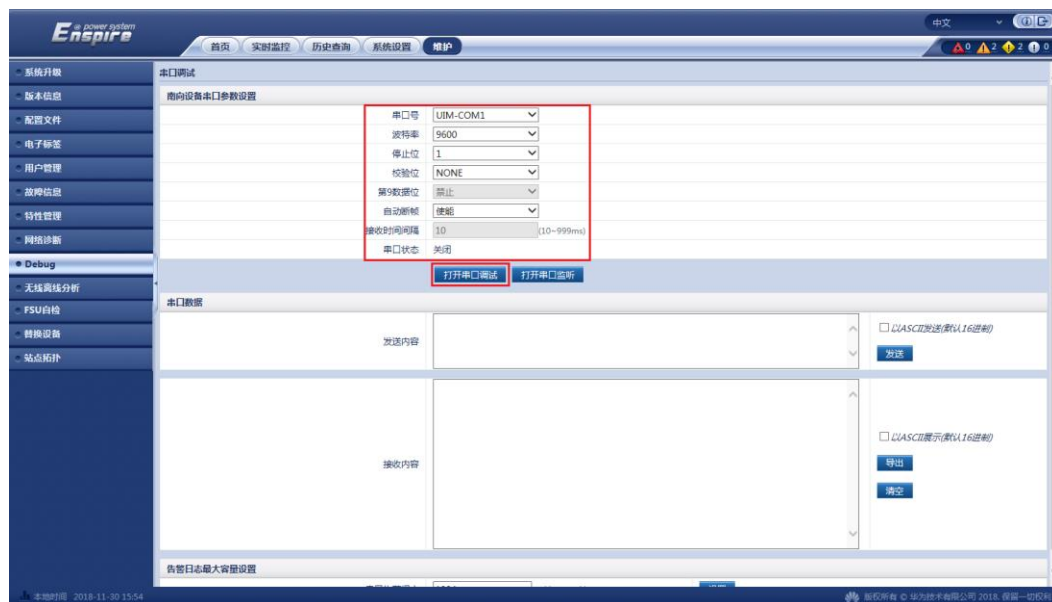 e power system
Enspire
中文
首页 实时监控 历史查询 系统设置 维护
0 2 2 0
系统升级
版本信息
配置文件
电子标签
用户管理
故障信息
特性管理
网络诊断
Debug
无线离线分析
FSU自检
替换设备
站点拓扑
串口调试
南向设备串口参数设置
串口号 UIM-COM1
波特率 9600
停止位 1
校验位 NONE
第9数据位 禁止
自动断帧 使能
接收时间间隔 10 (10~999ms)
串口状态 关闭
打开串口调试 打开串口监听
串口数据
发送内容
以ASCII发送(默认16进制)
发送
接收内容
以ASCII展示(默认16进制)
导出
清空
告警日志最大容量设置
本地时间 2018-11-30 15:54
版权所有 © 华为技术有限公司 2018. 保留一切权利